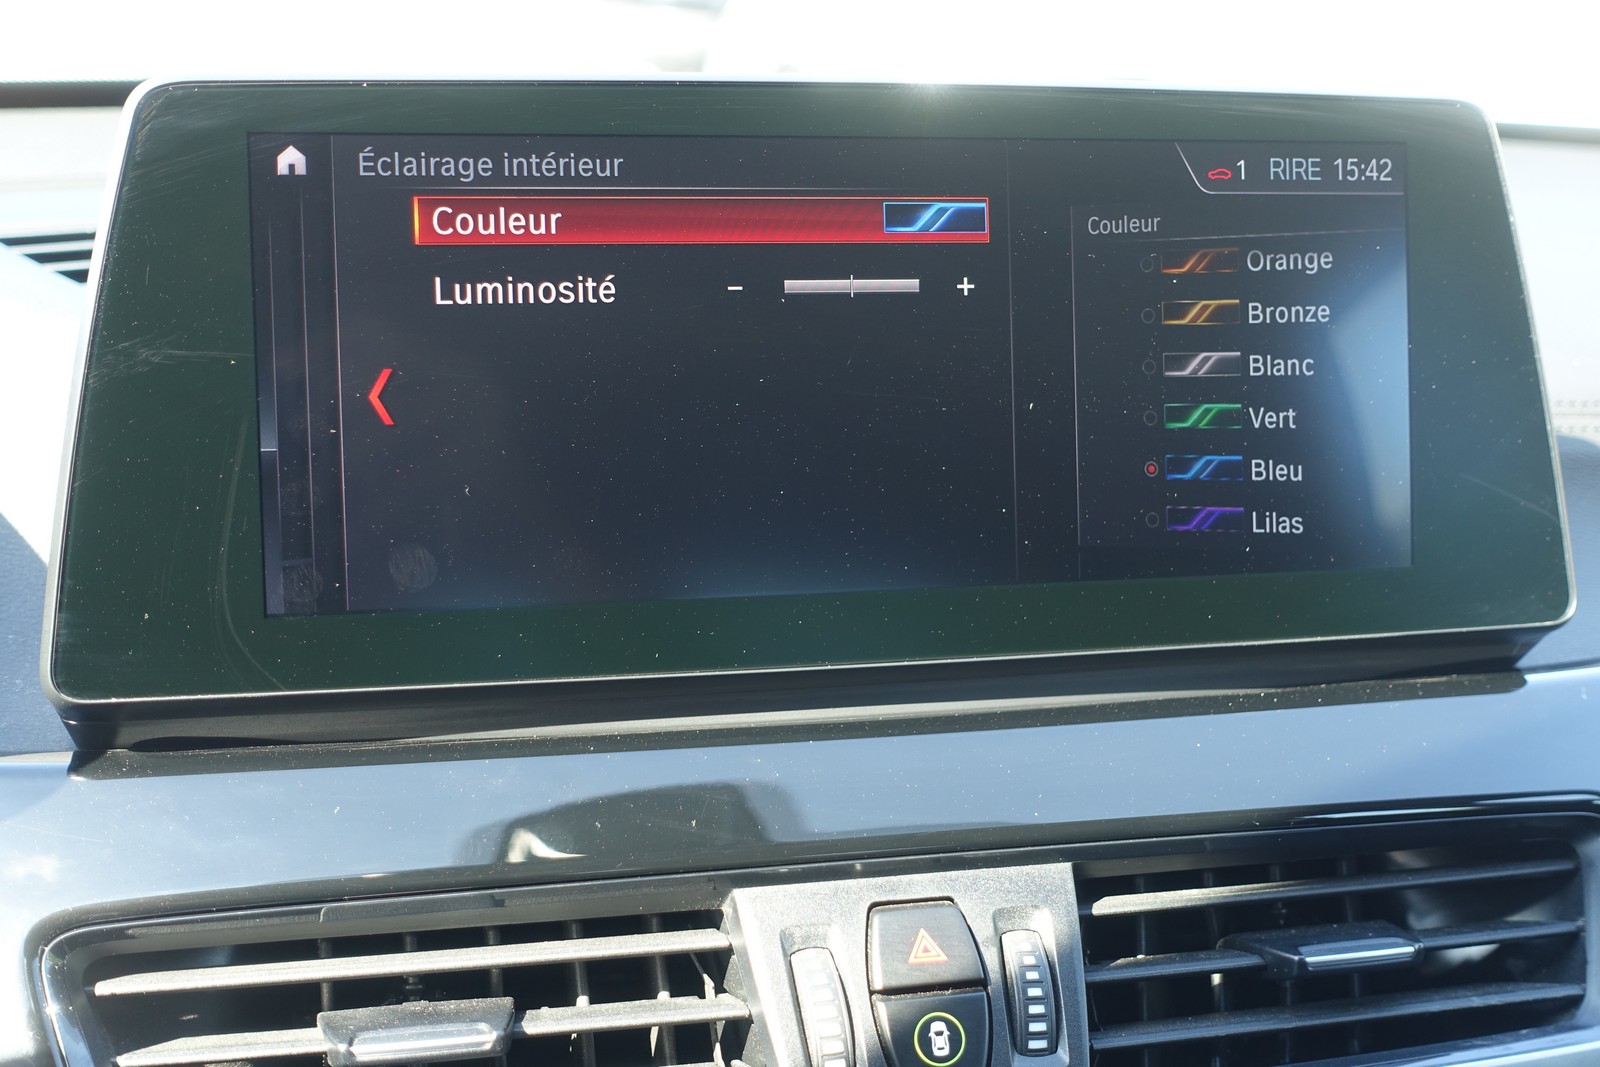 Éclairage intérieur
1 RIRE 15:42
Couleur
Luminosité - +
Couleur
Orange
Bronze
Blanc
Vert
Bleu
Lilas